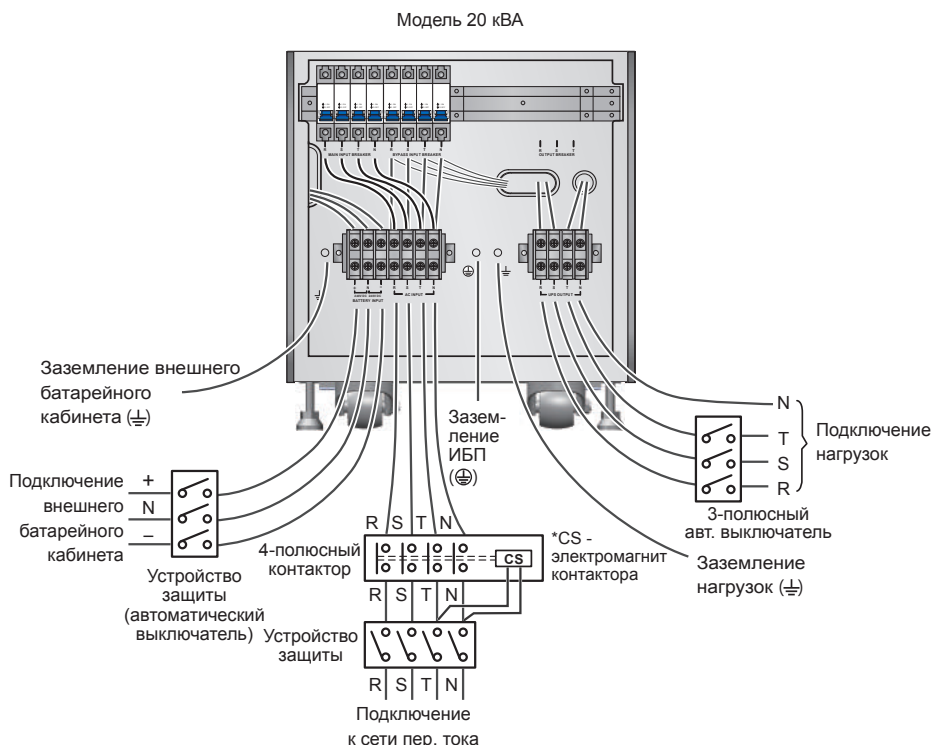 Модель 20 кВА
R S T N R S T N
MAIN INPUT BREAKER BYPASS INPUT BREAKER
R S T
OUTPUT BREAKER
R S T N
BATTERY INPUT
AC INPUT
R S T N
UPS OUTPUT
Заземление внешнего
батарейного
кабинета (⏚)
Зазем-
ление
ИБП
(⏚)
N
T
S
R
Подключение
нагрузок
3-полюсный
авт. выключатель
Заземление
нагрузок (⏚)
Подключение
внешнего
батарейного
кабинета
+
N
–
Устройство
защиты
(автоматический
выключатель)
R S T N
4-полюсный
контактор
CS
*CS -
электромагнит
контактора
R S T N
Устройство
защиты
R S T N
Подключение
к сети пер. тока